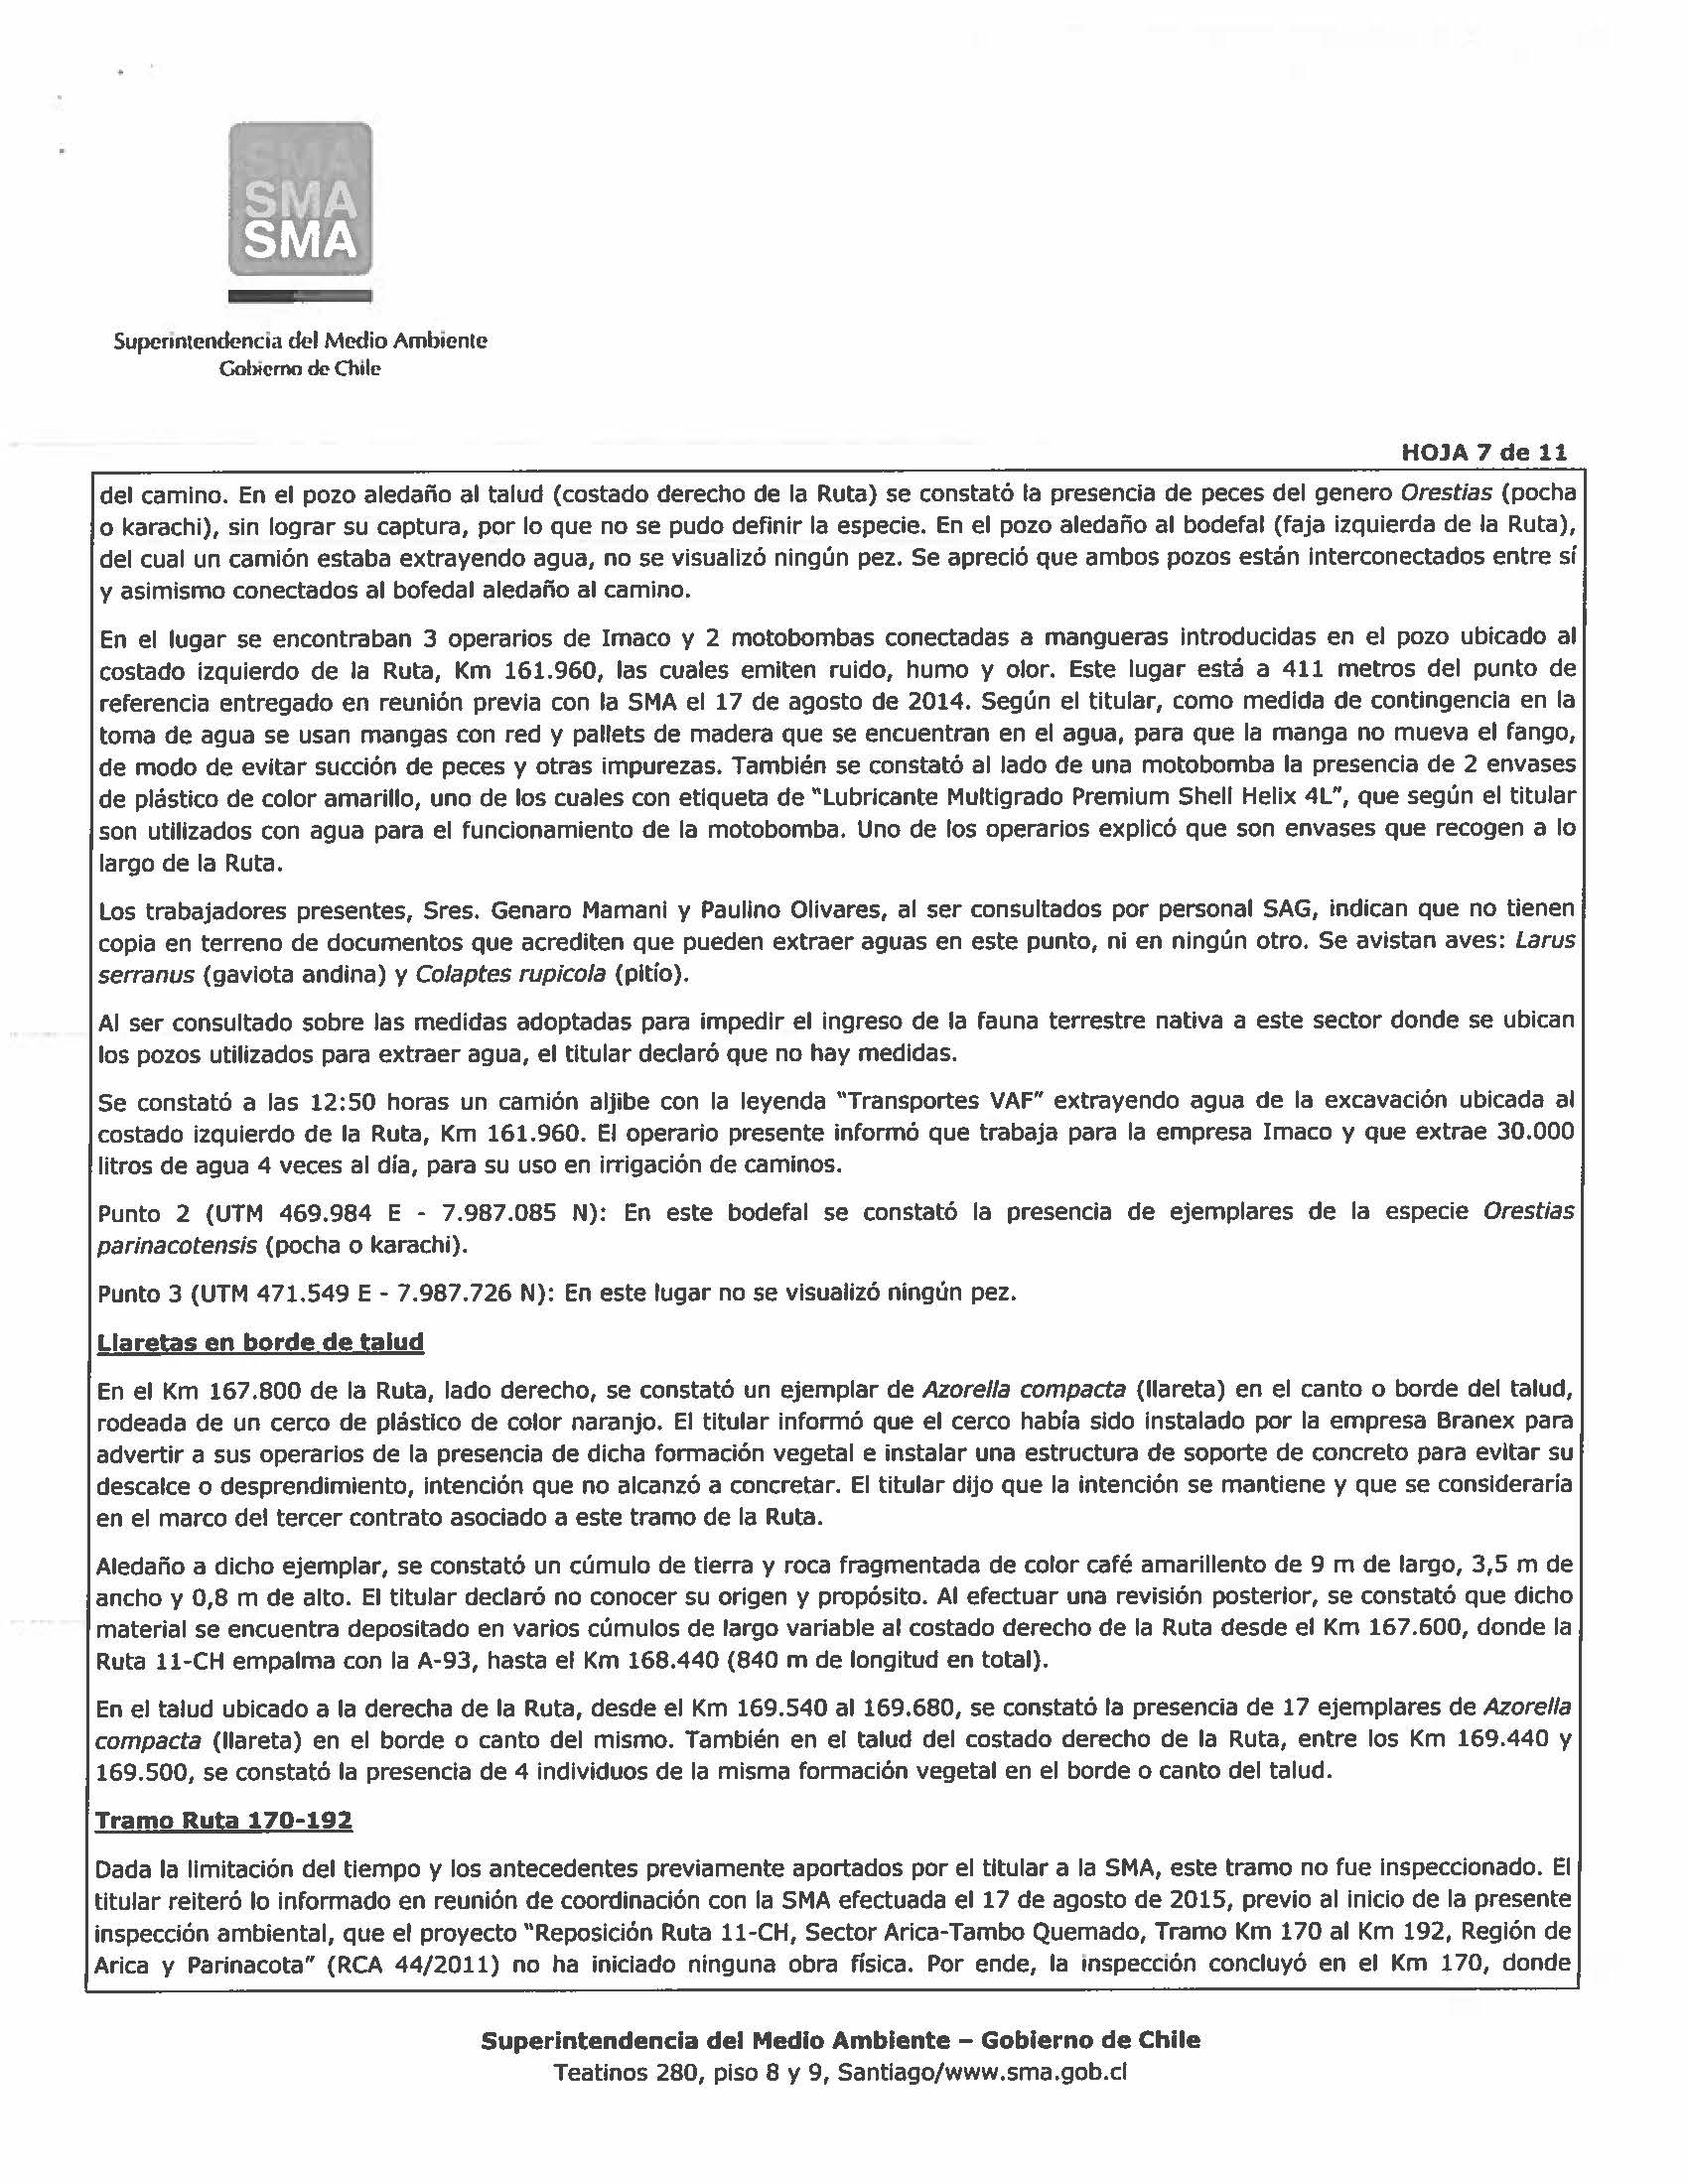 SMA
SMA
SMA
Superintendencia del Medio Ambiente
Gobierno de Chile
HOJA 7 de 11
del camino. En el pozo aledaño al talud (costado derecho de la Ruta) se constató la presencia de peces del genero Orestias (pocha
o karachi), sin lograr su captura, por lo que no se pudo definir la especie. En el pozo aledaño al bodefal (faja izquierda de la Ruta),
del cual un camión estaba extrayendo agua, no se visualizó ningún pez. Se apreció que ambos pozos están interconectados entre sí
y asimismo conectados al bofedal aledaño al camino.
En el lugar se encontraban 3 operarios de Imaco y 2 motobombas conectadas a mangueras introducidas en el pozo ubicado al
costado izquierdo de la Ruta, Km 161.960, las cuales emiten ruido, humo y olor. Este lugar está a 411 metros del punto de
referencia entregado en reunión previa con la SMA el 17 de agosto de 2014. Según el titular, como medida de contingencia en la
toma de agua se usan mangas con red y pallets de madera que se encuentran en el agua, para que la manga no mueva el fango,
de modo de evitar succión de peces y otras impurezas. También se constató al lado de una motobomba la presencia de 2 envases
de plástico de color amarillo, uno de los cuales con etiqueta de "Lubricante Multigrado Premium Shell Helix 4L", que según el titular
son utilizados con agua para el funcionamiento de la motobomba. Uno de los operarios explicó que son envases que recogen a lo
largo de la Ruta.
Los trabajadores presentes, Sres. Genaro Mamani y Paulino Olivares, al ser consultados por personal SAG, indican que no tienen
copia en terreno de documentos que acrediten que pueden extraer aguas en este punto, ni en ningún otro. Se avistan aves: Larus
serranus (gaviota andina) y Colaptes rupicola (pitío).
Al ser consultado sobre las medidas adoptadas para impedir el ingreso de la fauna terrestre nativa a este sector donde se ubican
los pozos utilizados para extraer agua, el titular declaró que no hay medidas.
Se constató a las 12:50 horas un camión aljibe con la leyenda "Transportes VAF" extrayendo agua de la excavación ubicada al
costado izquierdo de la Ruta, Km 161.960. El operario presente informó que trabaja para la empresa Imaco y que extrae 30.000
litros de agua 4 veces al día, para su uso en irrigación de caminos.
Punto 2 (UTM 469.984 E - 7.987.085 N): En este bodefal se constató la presencia de ejemplares de la especie Orestias
parinacotensis (pocha o karachi).
Punto 3 (UTM 471.549 E - 7.987.726 N): En este lugar no se visualizó ningún pez.
Llaretas en borde de talud
En el Km 167.800 de la Ruta, lado derecho, se constató un ejemplar de Azorella compacta (llareta) en el canto o borde del talud,
rodeada de un cerco de plástico de color naranjo. El titular informó que el cerco había sido instalado por la empresa Branex para
advertir a sus operarios de la presencia de dicha formación vegetal e instalar una estructura de soporte de concreto para evitar su
descalce o desprendimiento, intención que no alcanzó a concretar. El titular dijo que la intención se mantiene y que se consideraría
en el marco del tercer contrato asociado a este tramo de la Ruta.
Aledaño a dicho ejemplar, se constató un cúmulo de tierra y roca fragmentada de color café amarillento de 9 m de largo, 3,5 m de
ancho y 0,8 m de alto. El titular declaró no conocer su origen y propósito. Al efectuar una revisión posterior, se constató que dicho
material se encuentra depositado en varios cúmulos de largo variable al costado derecho de la Ruta desde el Km 167.600, donde la
Ruta 11-CH empalma con la A-93, hasta el Km 168.440 (840 m de longitud en total).
En el talud ubicado a la derecha de la Ruta, desde el Km 169.540 al 169.680, se constató la presencia de 17 ejemplares de Azorella
compacta (llareta) en el borde o canto del mismo. También en el talud del costado derecho de la Ruta, entre los Km 169.440 y
169.500, se constató la presencia de 4 individuos de la misma formación vegetal en el borde o canto del talud.
Tramo Ruta 170-192
Dada la limitación del tiempo y los antecedentes previamente aportados por el titular a la SMA, este tramo no fue inspeccionado. El
titular reiteró lo informado en reunión de coordinación con la SMA efectuada el 17 de agosto de 2015, previo al inicio de la presente
inspección ambiental, que el proyecto "Reposición Ruta 11-CH, Sector Arica-Tambo Quemado, Tramo Km 170 al Km 192, Región de
Arica y Parinacota" (RCA 44/2011) no ha iniciado ninguna obra física. Por ende, la inspección concluyó en el Km 170, donde
Superintendencia del Medio Ambiente – Gobierno de Chile
Teatinos 280, piso 8 y 9, Santiago/www.sma.gob.cl